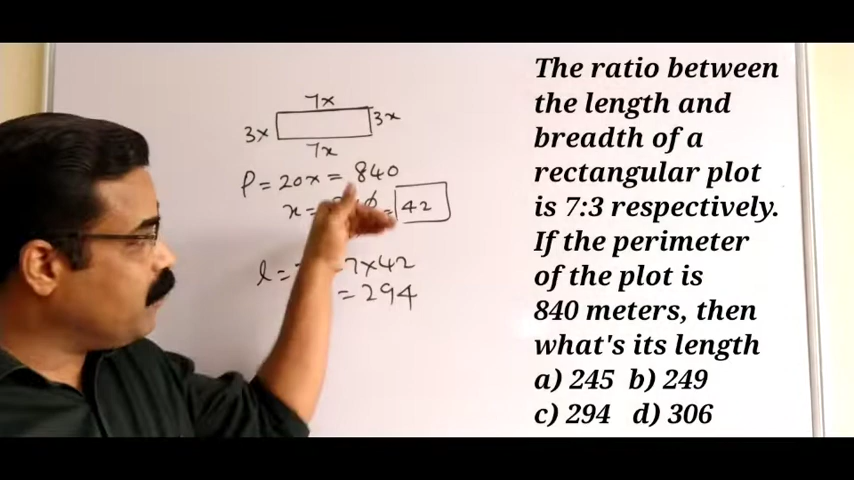 7x
3x
3x
7x
P = 20x = 840
x =
= 42
l =
7x42
= 294
The ratio between
the length and
breadth of a
rectangular plot
is 7:3 respectively.
If the perimeter
of the plot is
840 meters, then
what's its length
a) 245 b) 249
c) 294 d) 306